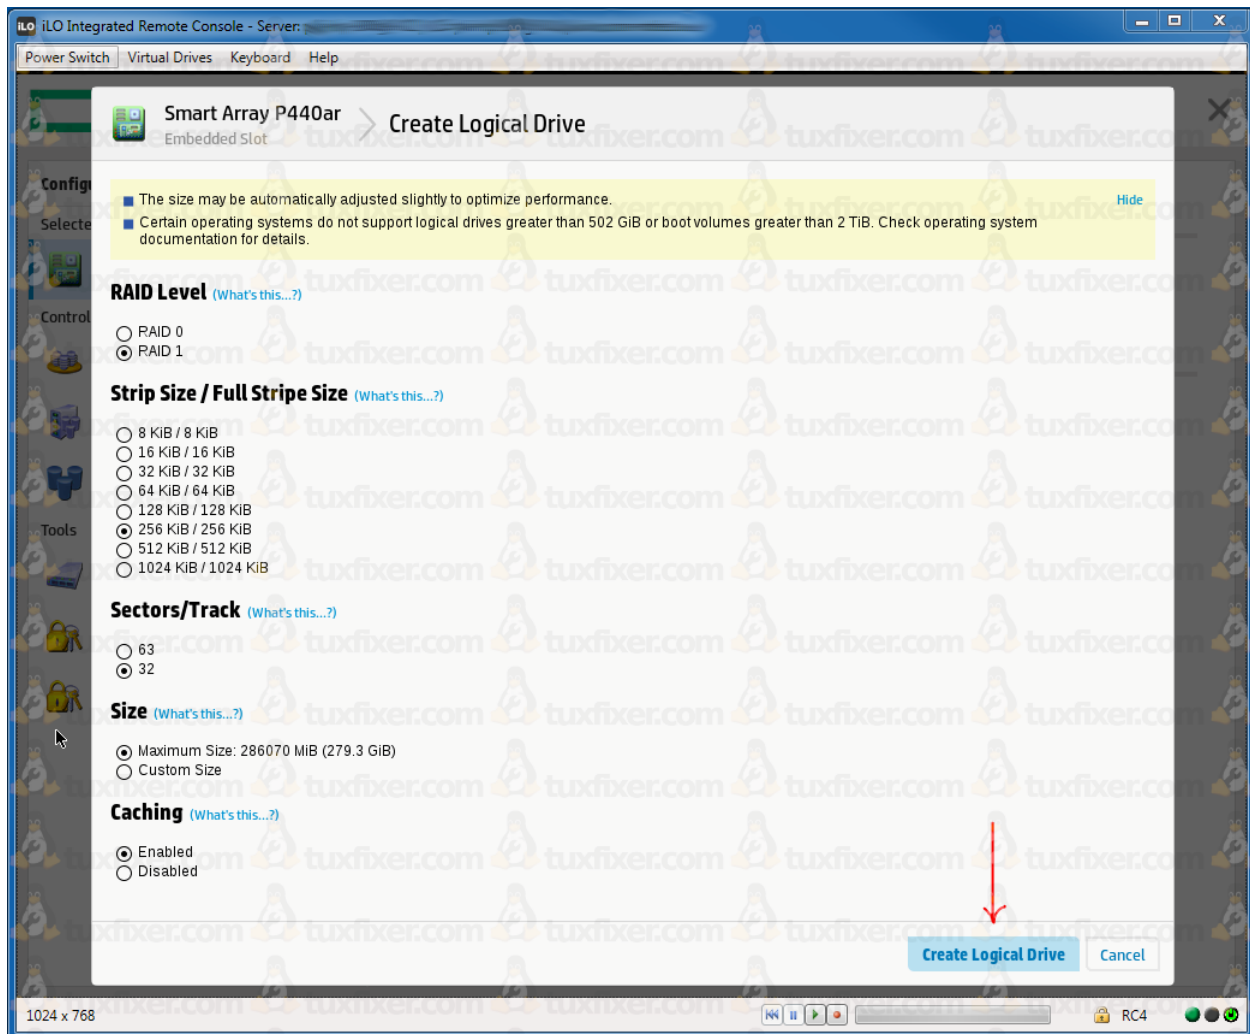 iLO Integrated Remote Console - Server:
Power Switch Virtual Drives Keyboard Help
Smart Array P440ar
Embedded Slot
Create Logical Drive
The size may be automatically adjusted slightly to optimize performance.
Hide
Certain operating systems do not support logical drives greater than 502 GiB or boot volumes greater than 2 TiB. Check operating system
documentation for details.
Configu
Selecte
Control
Tools
RAID Level (What's this...?)
RAID 0
RAID 1
Strip Size / Full Stripe Size (What's this...?)
8 KiB / 8 KiB
16 KiB / 16 KiB
32 KiB / 32 KiB
64 KiB / 64 KiB
128 KiB / 128 KiB
256 KiB / 256 KiB
512 KiB / 512 KiB
1024 KiB / 1024 KiB
Sectors/Track (What's this...?)
63
32
Size (What's this...?)
Maximum Size: 286070 MiB (279.3 GiB)
Custom Size
Caching (What's this...?)
Enabled
Disabled
Create Logical Drive
Cancel
1024 x 768
RC4
tuxfixer.com